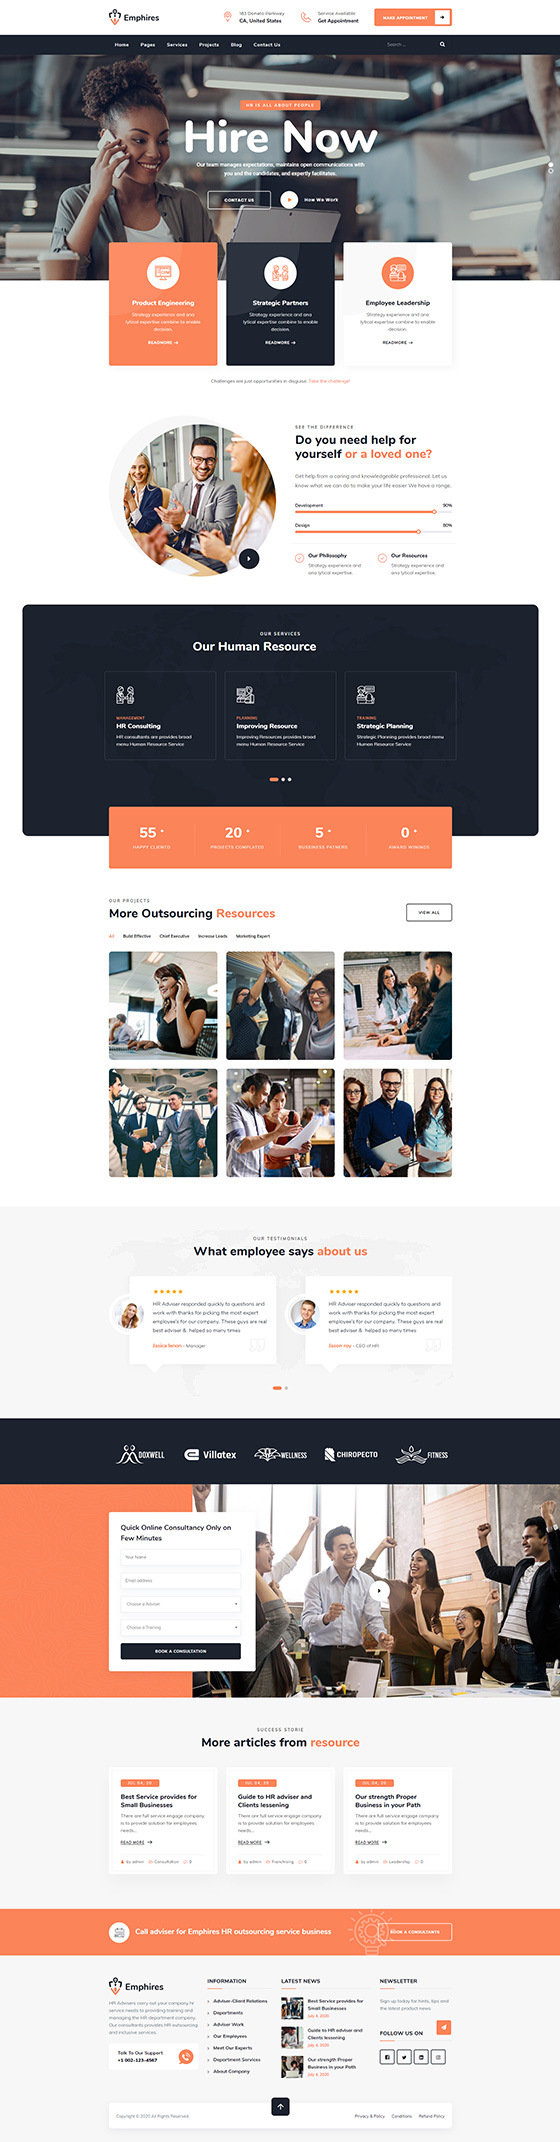 Emphires
183 Donato Parkway
CA, United States
Service Available
Get Appointment
MAKE APPOINTMENT
Home Pages Services Projects Blog Contact Us
Search ...
HR IS ALL ABOUT PEOPLE
Hire Now
Our team manages expectations, maintains open communications with
you and the candidates, and expertly facilitates.
CONTACT US
How We Work
Product Engineering
Strategy experience and ana
lytical expertise combine to enable
decision.
READMORE
Strategic Partners
Strategy experience and ana
lytical expertise combine to enable
decision.
READMORE
Employee Leadership
Strategy experience and ana
lytical expertise combine to enable
decision.
READMORE
Challenges are just opportunities in disguise. Take the challenge!
SEE THE DIFFERENCE
Do you need help for
yourself or a loved one?
Get help from a caring and knowledgeable professional. Let us
know what we can do to make your life easier We have a range.
Development 90%
Design 80%
Our Philosophy
Strategy experience and
ana lytical expertise.
Our Resources
Strategy experience and
ana lytical expertise.
OUR SERVICES
Our Human Resource
MANAGEMENT
HR Consulting
HR consultants are provides broad
menu Human Resource Service
PLANNING
Improving Resource
Improving Resources provides broad
menu Human Resource Service
TRAINING
Strategic Planning
Strategic Planning provides broad menu
Human Resource Service
55 +
HAPPY CLIENTS
20 +
PROJECTS COMPLATED
5 +
BUSSINESS PATNERS
0 +
AWARD WINNINGS
OUR PROJECTS
More Outsourcing Resources
VIEW ALL
All Build Effective Chief Executive Increase Leads Marketing Expert
OUR TESTIMONIALS
What employee says about us
HR Adviser responded quickly to questions and
work with thanks for picking the most expert
employee's for our company. These guys are real
best adviser & helped so many times
Jasica lanon - Manager
HR Adviser responded quickly to questions and
work with thanks for picking the most expert
employee's for our company. These guys are real
best adviser & helped so many times
Jason roy - CEO of HR
DOXWELL
Villatex
WELLNESS
CHIROPECTO
FITNESS
Quick Online Consultancy Only on
Few Minutes
Your Name
Email address
Choose a Adviser
Choose a Training
BOOK A CONSULTATION
SUCCESS STORIE
More articles from resource
JUL 04, 20
Best Service provides for
Small Businesses
There are full service engage company
is to provide solution for employees
needs...
READ MORE
by admin Consultation 0
JUL 04, 20
Guide to HR adviser and
Clients lessening
There are full service engage company
is to provide solution for employees
needs...
READ MORE
by admin Franchising 0
JUL 04, 20
Our strength Proper
Business in your Path
There are full service engage company
is to provide solution for employees
needs...
READ MORE
by admin Leadership 0
Call adviser for Emphires HR outsourcing service business
BOOK A CONSULTANTS
Emphires
HR Advisers carry out your company hr
service needs to providing training and
managing the HR department company.
Our consultants provides HR outsourcing
and inclusive services.
Talk To Our Support
+1 002-123-4567
INFORMATION
Adviser-Client Relations
Departments
Adviser Work
Our Employees
Meet Our Experts
Department Services
About Company
LATEST NEWS
Best Service provides for
Small Businesses
July 4, 2020
Guide to HR adviser and
Clients lessening
July 4, 2020
Our strength Proper
Business in your Path
July 4, 2020
NEWSLETTER
Sign up today for hints, tips and
the latest product news
FOLLOW US ON
Copyright © 2020 All Rights Reserved.
Privacy & Policy Conditions Refund Policy